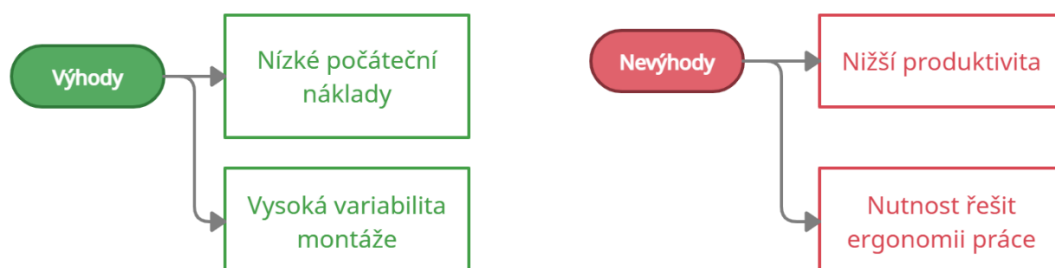 Výhody
Nízké počáteční
náklady
Vysoká variabilita
montáže
Nevýhody
Nižší produktivita
Nutnost řešit
ergonomii práce